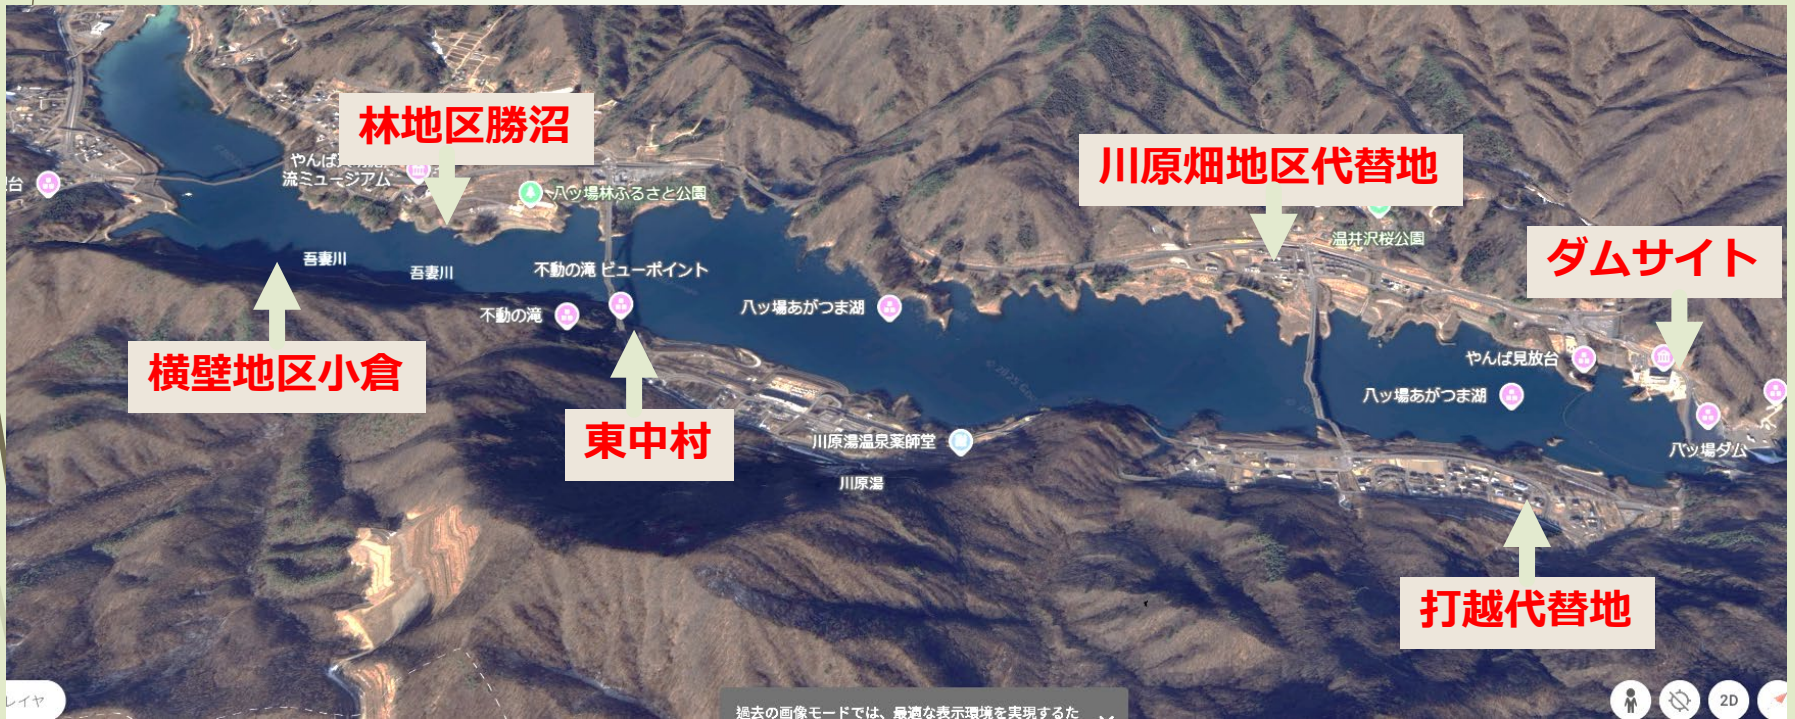 林地区勝沼
川原畑地区代替地
やんば
流ミュージアム
台
八ッ場林ふるさと公園
温井沢桜公園
ダムサイト
吾妻川
吾妻川
不動の滝 ビューポイント
不動の滝
八ッ場あがつま湖
横壁地区小倉
やんば見放台
八ッ場あがつま湖
東中村
川原湯温泉薬師堂
八ッ場ダム
川原湯
打越代替地
レイヤ
過去の画像モードでは、最適な表示環境を実現するた
2D